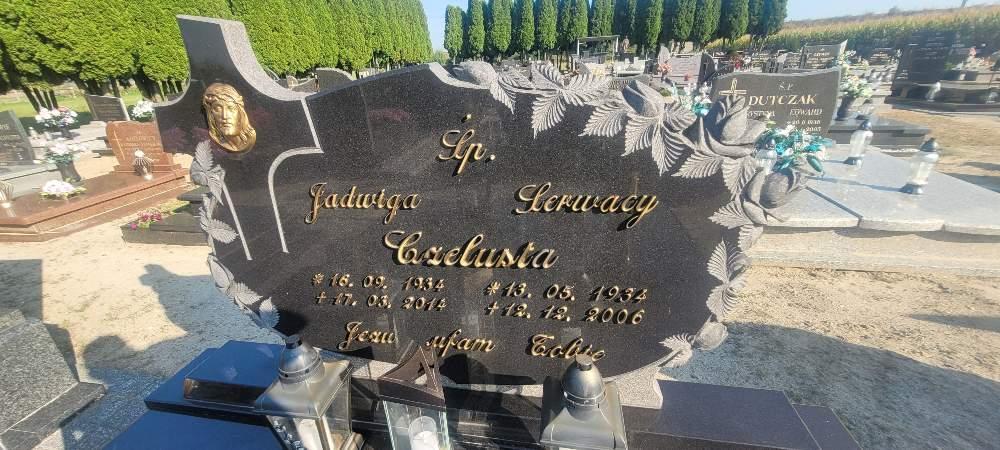 Śp.
Jadwiga Serwacy
Czelusta
* 16. 09. 1934 * 13. 05. 1934
+ 17. 03. 2014 + 12. 12. 2006
Jezu ufam Tobie
Ś.P.
DUTCZAK
EDWARD